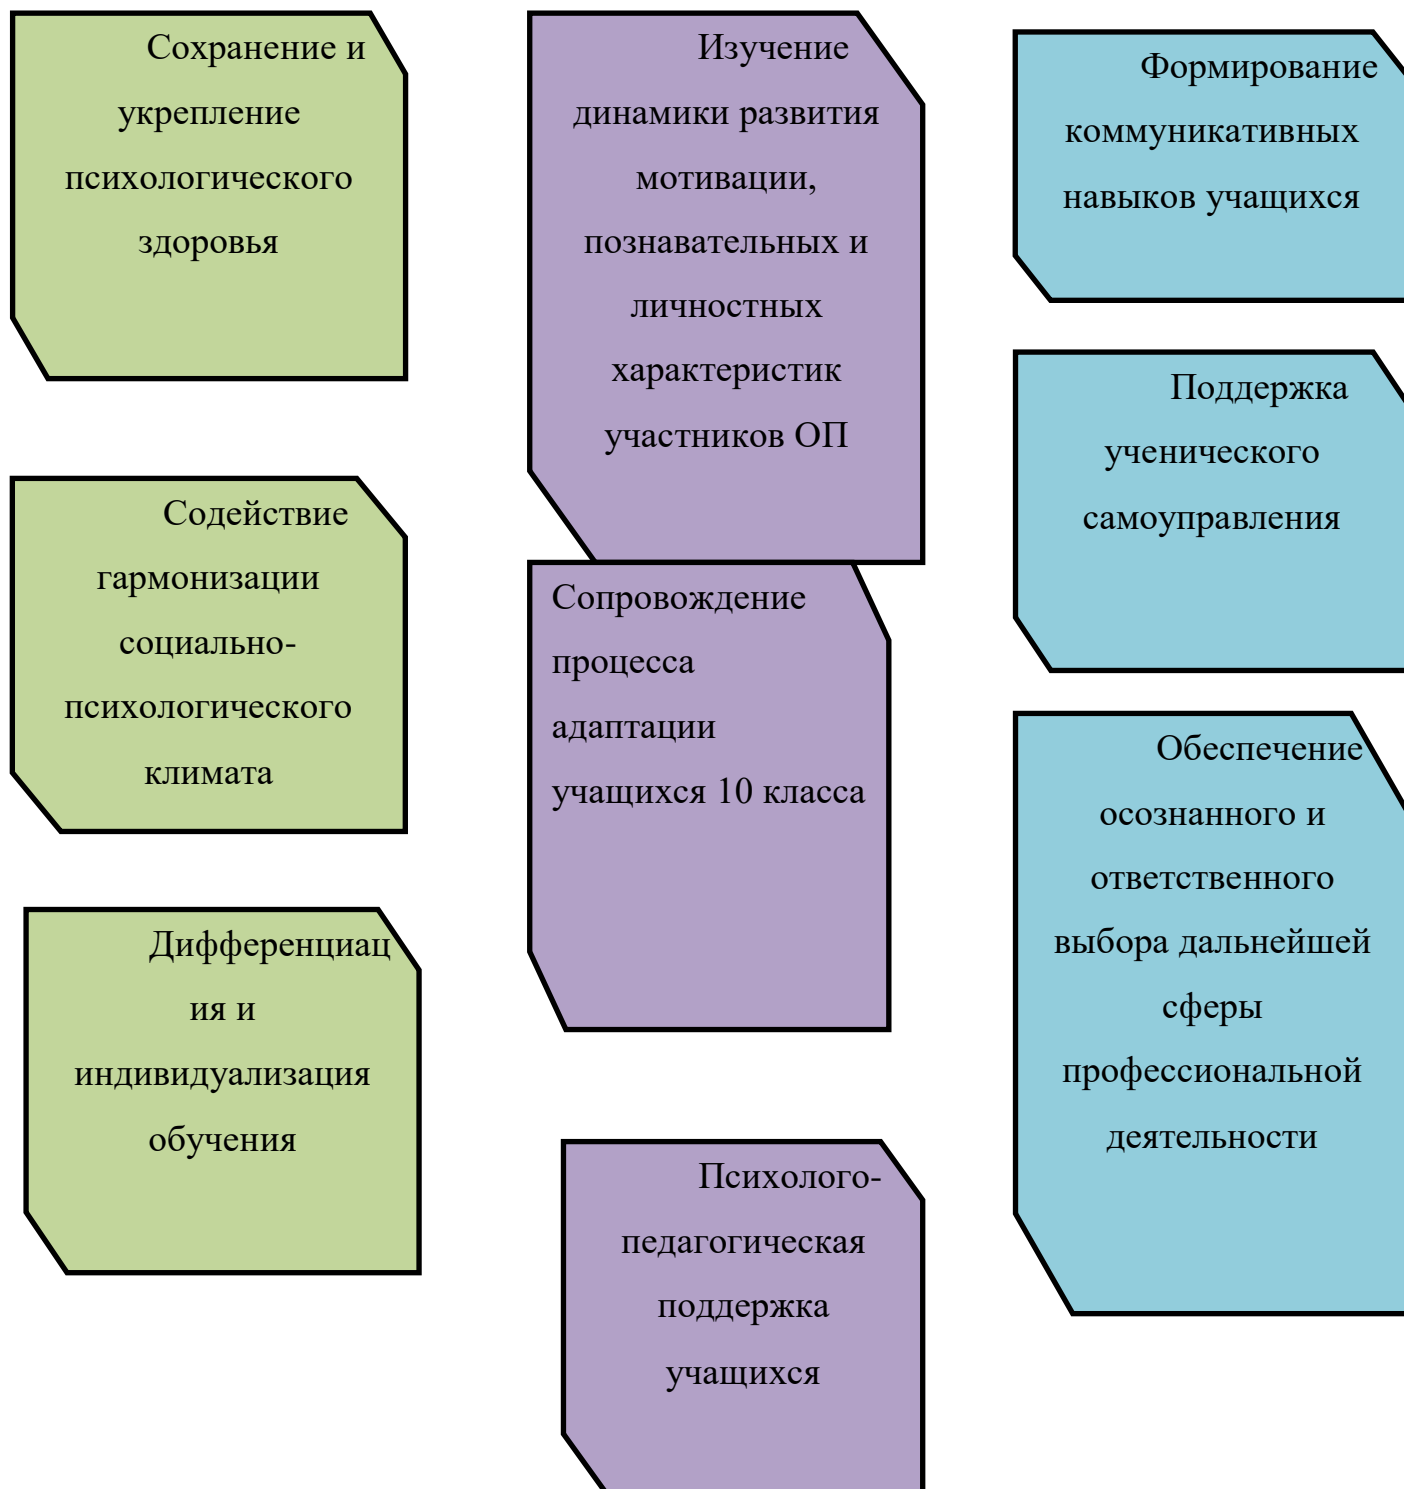 Сохранение и
укрепление
психологического
здоровья
Содействие
гармонизации
социально-
психологического
климата
Дифференциац
ия и
индивидуализация
обучения
Изучение
динамики развития
мотивации,
познавательных и
личностных
характеристик
участников ОП
Сопровождение
процесса
адаптации
учащихся 10 класса
Психолого-
педагогическая
поддержка
учащихся
Формирование
коммуникативных
навыков учащихся
Поддержка
ученического
самоуправления
Обеспечение
осознанного и
ответственного
выбора дальнейшей
сферы
профессиональной
деятельности